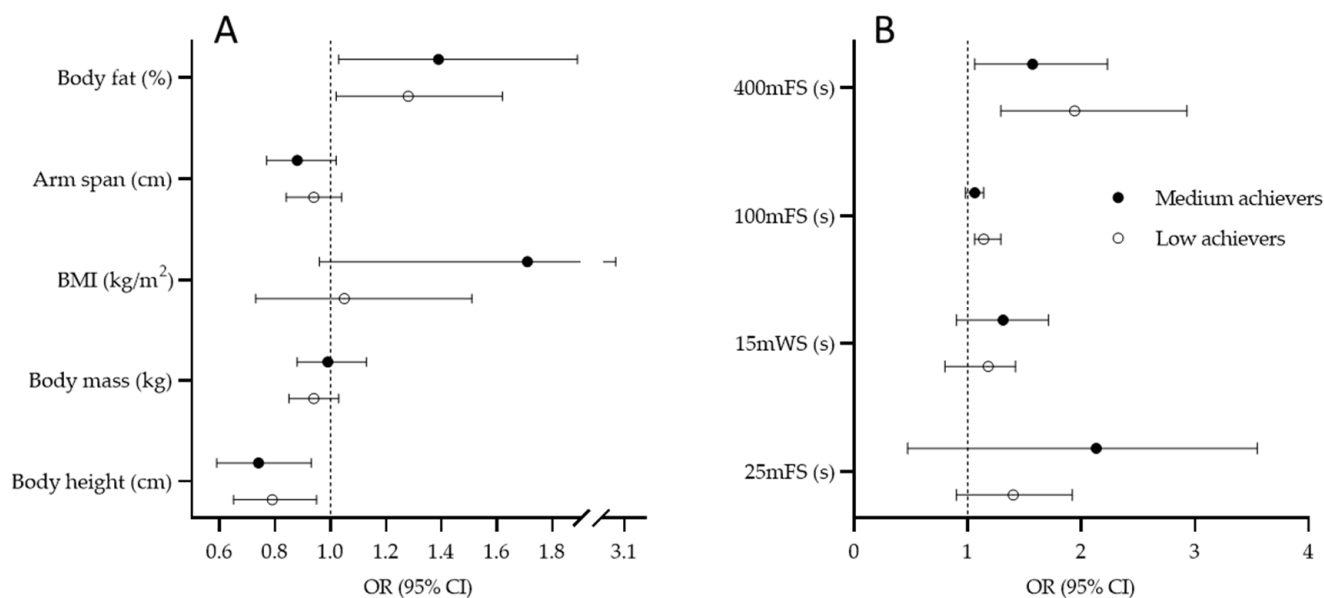 A
Body fat (%)
Arm span (cm)
BMI (kg/m²)
Body mass (kg)
Body height (cm)
0.6 0.8 1.0 1.2 1.4 1.6 1.8 3.1
OR (95% CI)
B
400mFS (s)
100mFS (s)
15mWS (s)
25mFS (s)
Medium achievers
Low achievers
0 1 2 3 4
OR (95% CI)